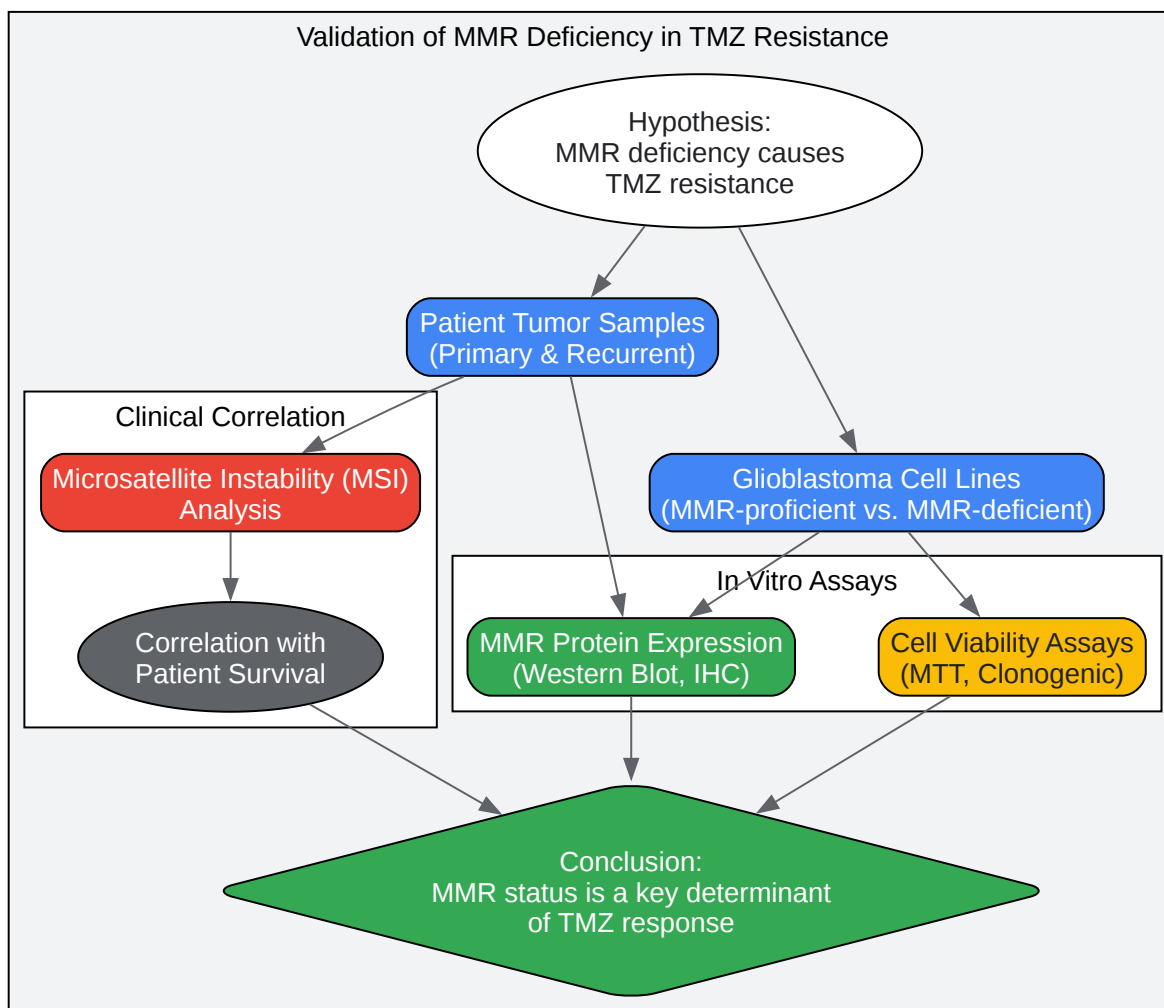 Validation of MMR Deficiency in TMZ Resistance
Hypothesis:
MMR deficiency causes
TMZ resistance
Patient Tumor Samples
(Primary & Recurrent)
Clinical Correlation
Microsatellite Instability (MSI)
Analysis
Glioblastoma Cell Lines
(MMR-proficient vs. MMR-deficient)
In Vitro Assays
Correlation with
Patient Survival
MMR Protein Expression
(Western Blot, IHC)
Cell Viability Assays
(MTT, Clonogenic)
Conclusion:
MMR status is a key determinant
of TMZ response